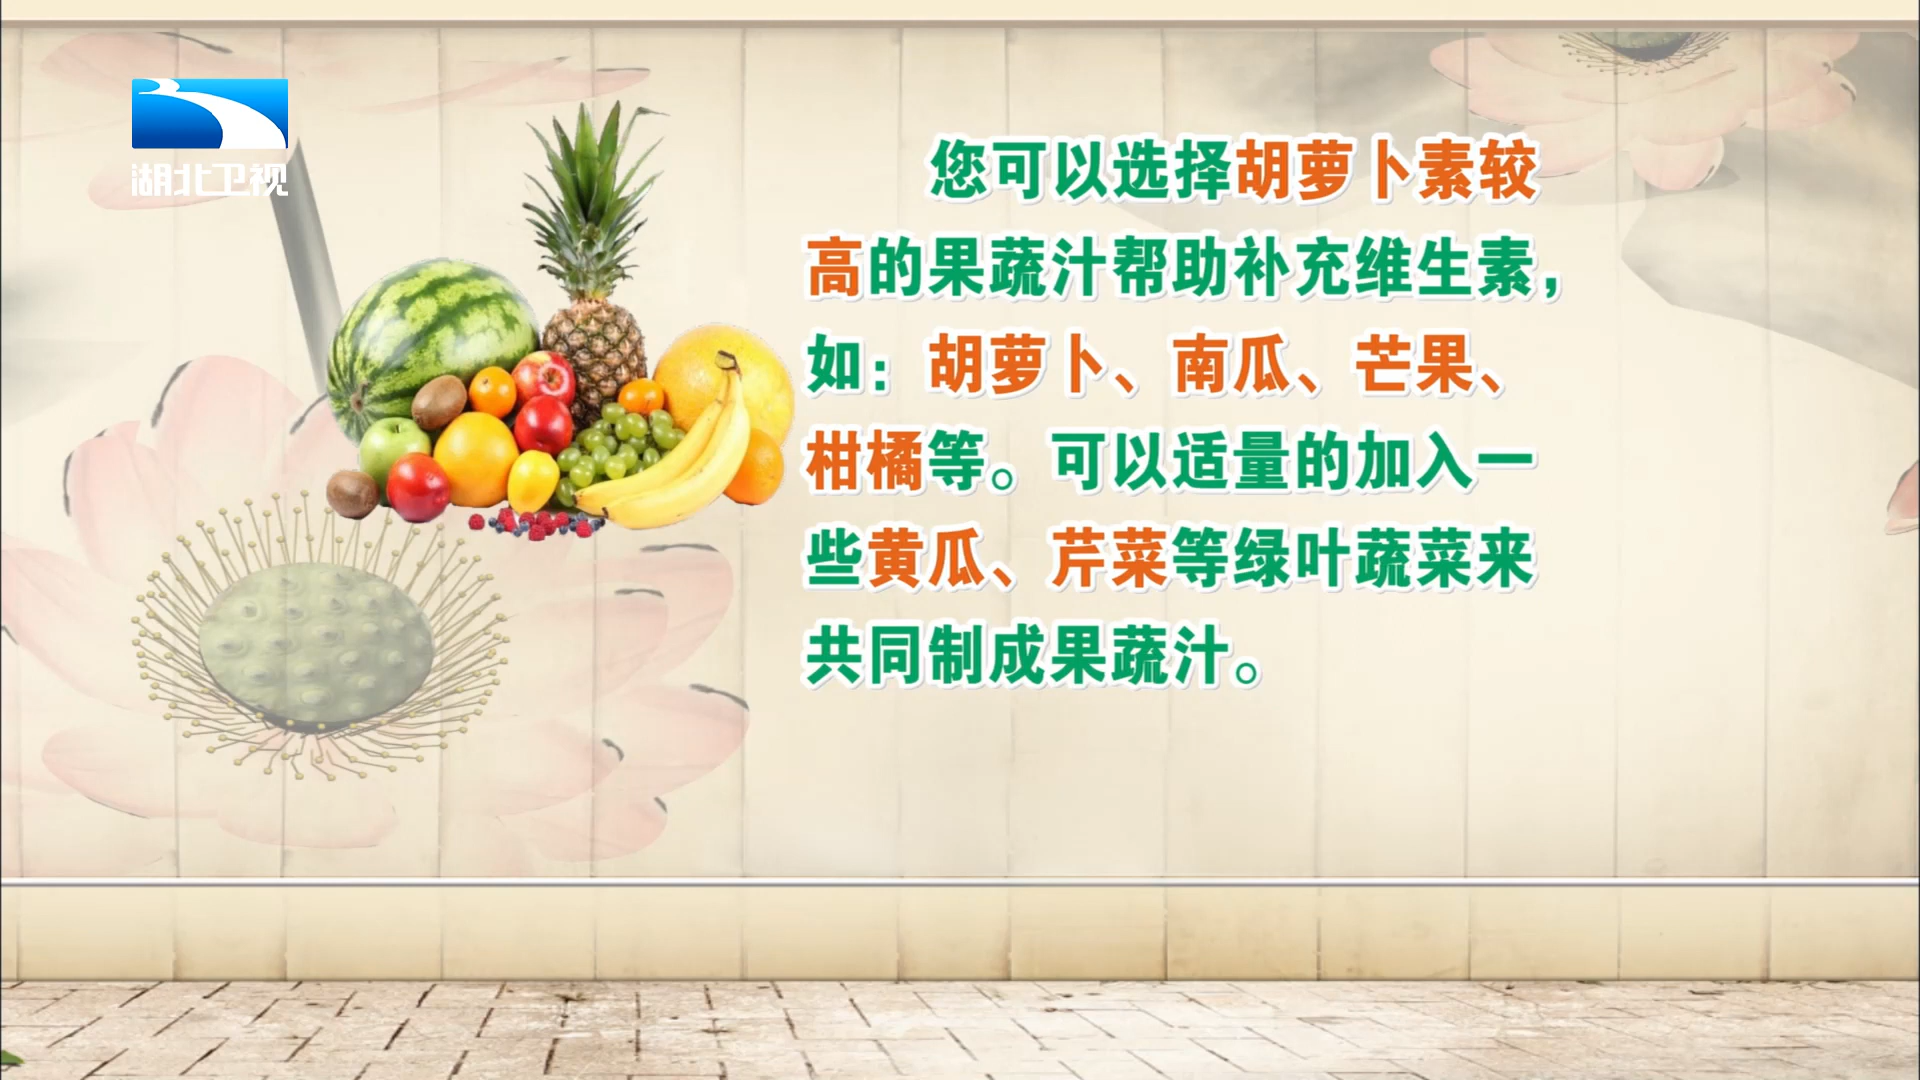 湖北卫视
您可以选择胡萝卜素较
高的果蔬汁帮助补充维生素，
如：胡萝卜、南瓜、芒果、
柑橘等。可以适量的加入一
些黄瓜、芹菜等绿叶蔬菜来
共同制成果蔬汁。